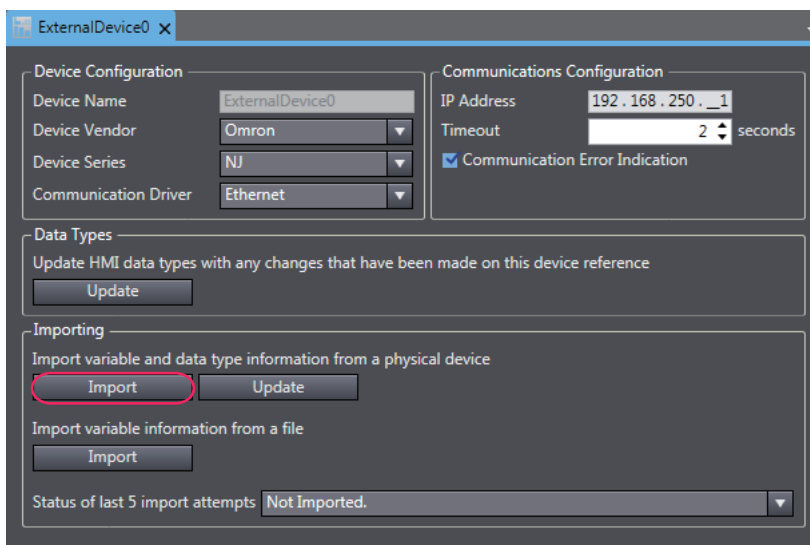 ExternalDevice0
Device Configuration
Device Name ExternalDevice0
Device Vendor Omron
Device Series NJ
Communication Driver Ethernet
Communications Configuration
IP Address 192.168.250.__1
Timeout 2 seconds
Communication Error Indication
Data Types
Update HMI data types with any changes that have been made on this device reference
Update
Importing
Import variable and data type information from a physical device
Import Update
Import variable information from a file
Import
Status of last 5 import attempts Not Imported.